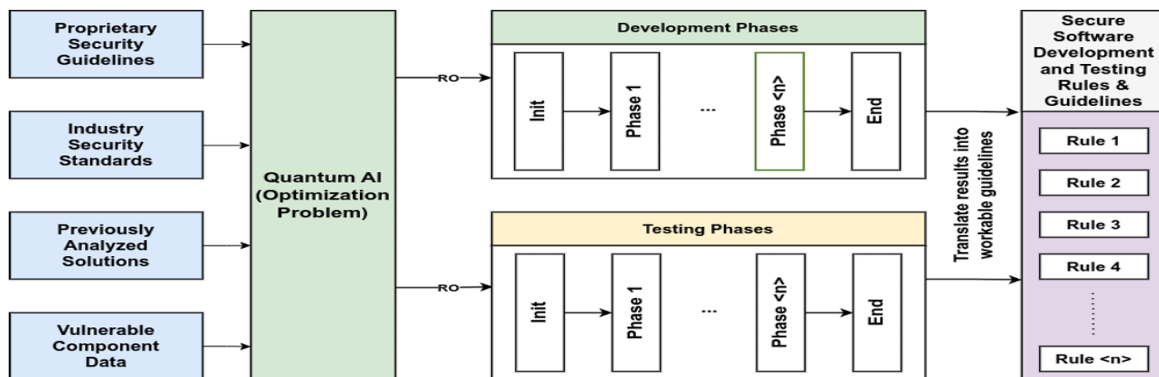 Proprietary
Security
Guidelines
Industry
Security
Standards
Previously
Analyzed
Solutions
Vulnerable
Component
Data
Quantum AI
(Optimization
Problem)
RO
RO
Development Phases
Init
Phase 1
...
Phase <n>
End
Testing Phases
Init
Phase 1
...
Phase <n>
End
Translate results into
workable guidelines
Secure
Software
Development
and Testing
Rules &
Guidelines
Rule 1
Rule 2
Rule 3
Rule 4
Rule <n>